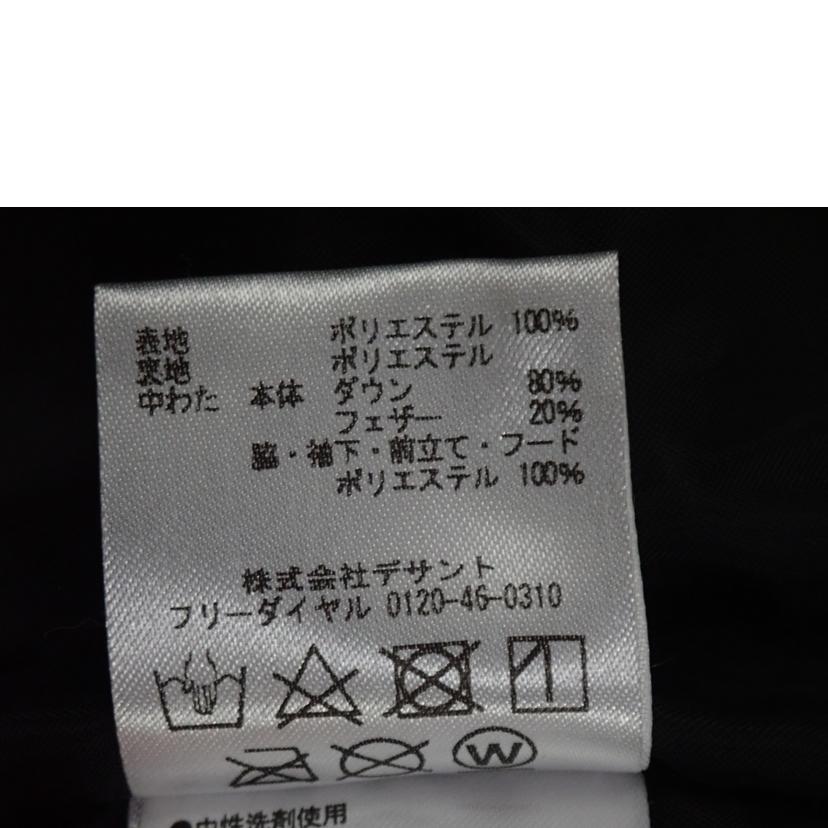 表地 ポリエステル 100%
裏地 ポリエステル
中わた 本体 ダウン 80%
フェザー 20%
脇・袖下・前立て・フード
ポリエステル 100%
株式会社デサント
フリーダイヤル 0120-46-0310
W
●中性洗剤使用